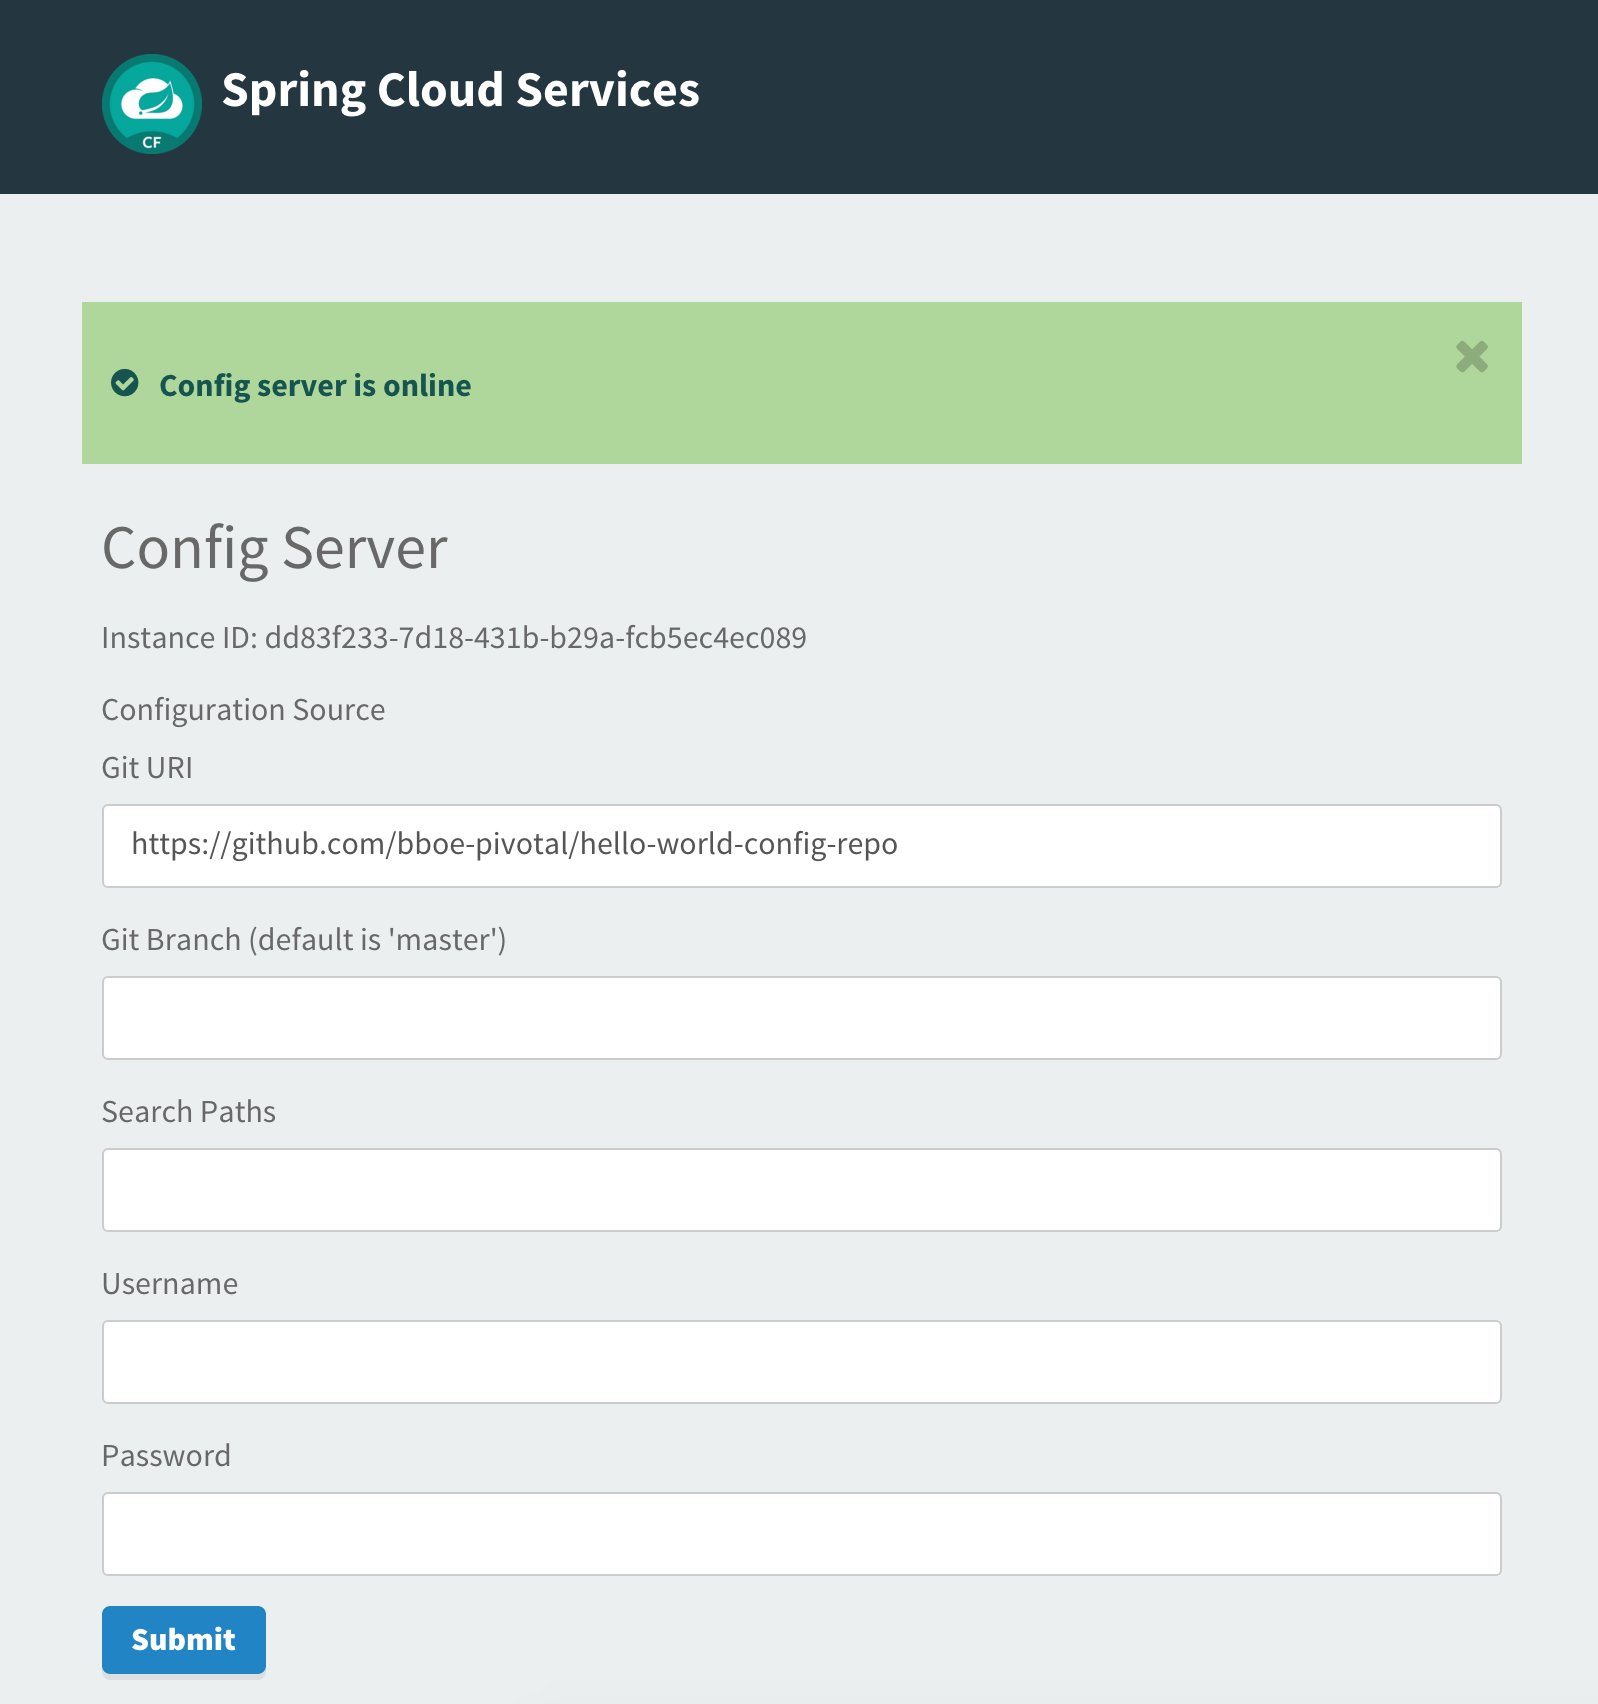 CF
Spring Cloud Services
Config server is online
Config Server
Instance ID: dd83f233-7d18-431b-b29a-fcb5ec4ec089
Configuration Source
Git URI
https://github.com/bboe-pivotal/hello-world-config-repo
Git Branch (default is 'master')
Search Paths
Username
Password
Submit